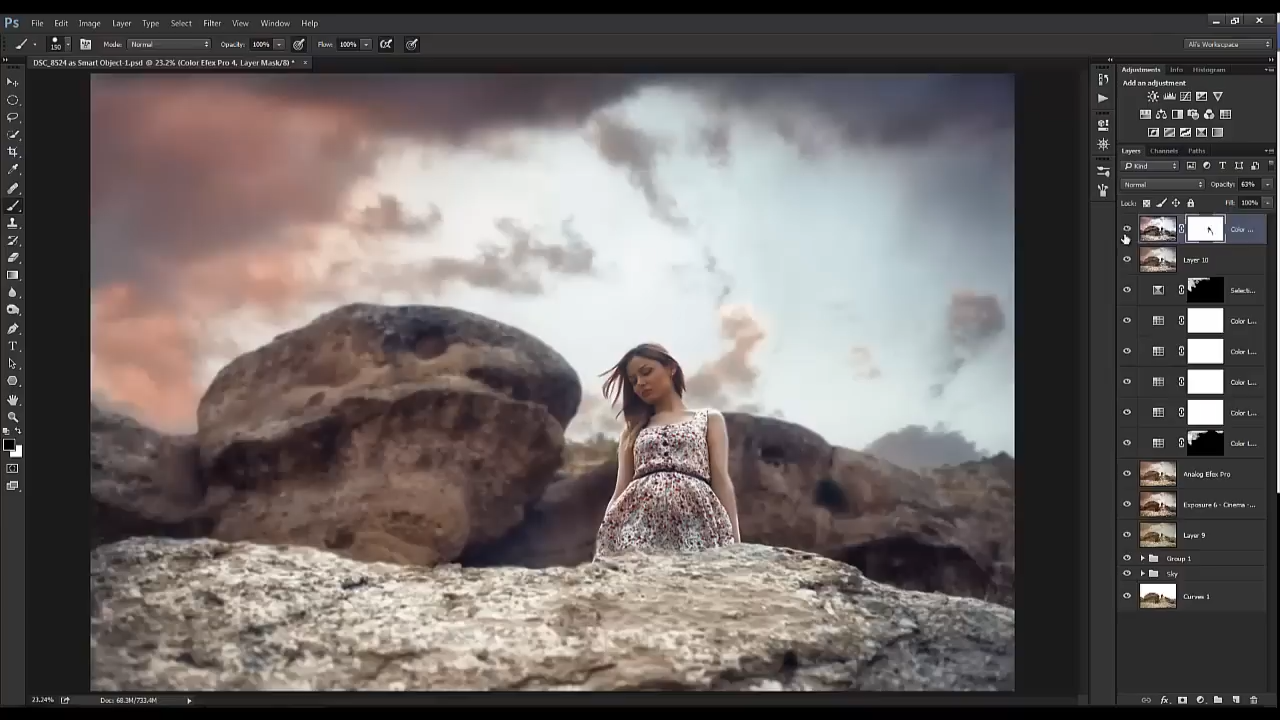 Ps File Edit Image Layer Type Select Filter View Window Help
150 Mode: Normal Opacity: 100% Flow: 100% Ali's Workspace
DSC_8524 as Smart Object-1.psd @ 23.2% (Color Efex Pro 4, Layer Mask/8) * ×
Adjustments Info Histogram
Add an adjustment
Layers Channels Paths
Kind
Normal Opacity: 63%
Lock: Fill: 100%
Color ...
Layer 10
Selecti...
Color L...
Color L...
Color L...
Color L...
Color L...
Analog Efex Pro
Exposure 6 - Cinema -...
Layer 9
Group 1
Sky
Curves 1
23.24% Doc: 68.3M/733.4M